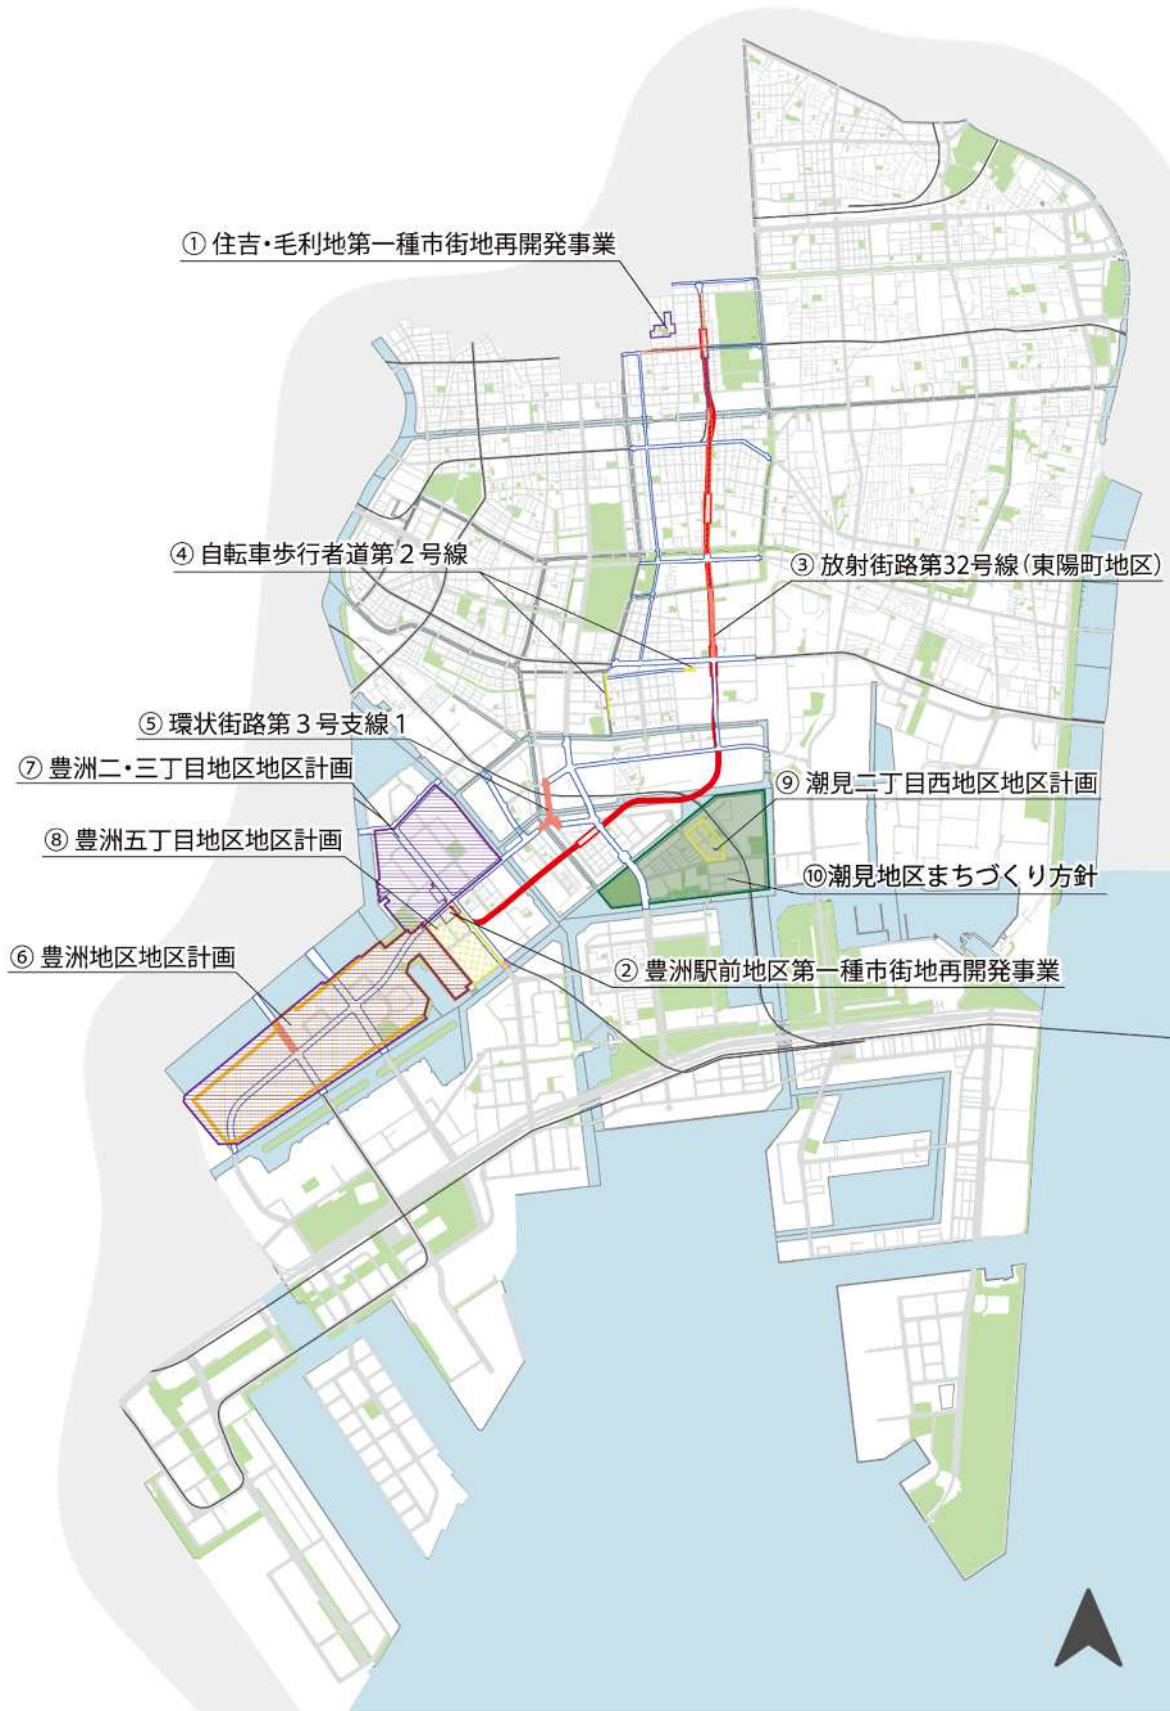 ① 住吉・毛利地第一種市街地再開発事業
④ 自転車歩行者道第２号線
③ 放射街路第32号線（東陽町地区）
⑤ 環状街路第３号支線１
⑦ 豊洲二・三丁目地区地区計画
⑨ 潮見二丁目西地区地区計画
⑧ 豊洲五丁目地区地区計画
⑩潮見地区まちづくり方針
⑥ 豊洲地区地区計画
② 豊洲駅前地区第一種市街地再開発事業